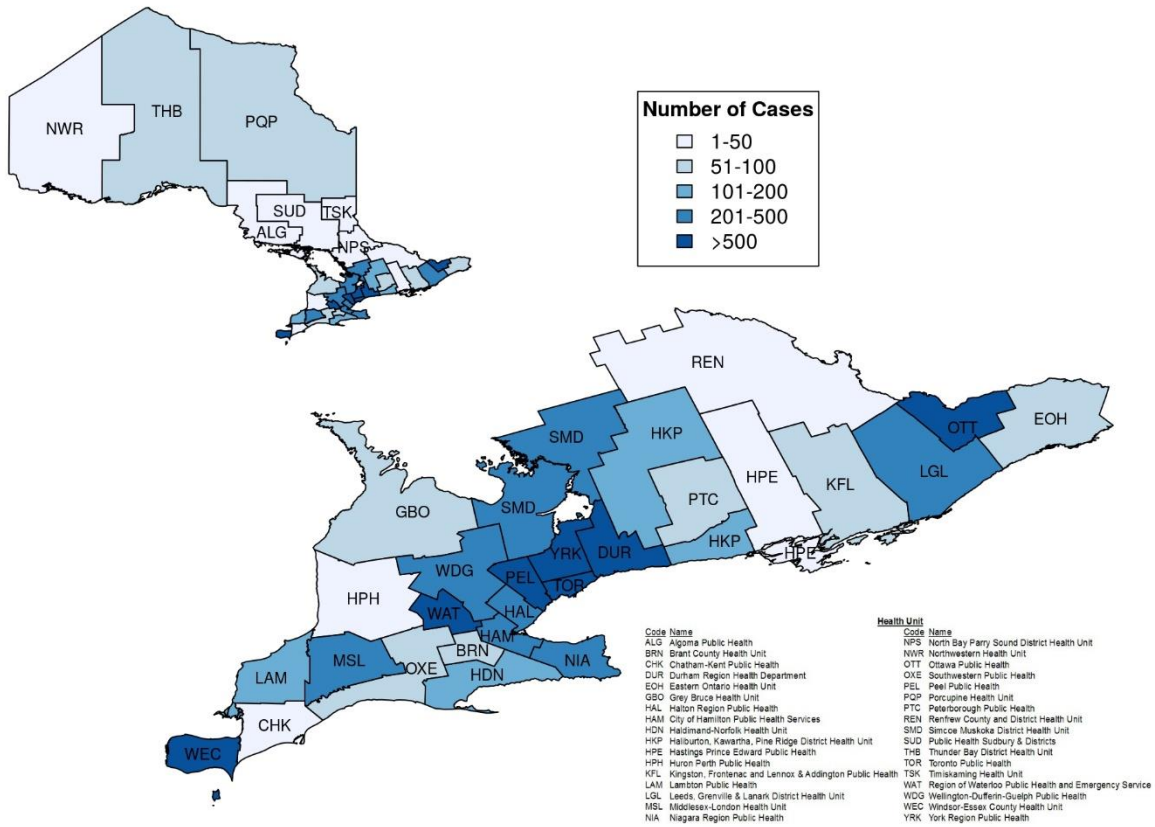 NWR
THB
PQP
SUD
TSK
ALG
NPS
Number of Cases
1-50
51-100
101-200
201-500
>500
REN
SMD
HKP
OTT
EOH
HPE
KFL
LGL
PTC
GBO
SMD
YRK
DUR
HKP
HPE
WDG
PEL
TOR
HPH
WAT
HAL
HAM
BRN
MSL
OXE
NIA
LAM
HDN
CHK
WEC
Health Unit
Code Name
ALG Algoma Public Health
BRN Brant County Health Unit
CHK Chatham-Kent Public Health
DUR Durham Region Health Department
EOH Eastern Ontario Health Unit
GBO Grey Bruce Health Unit
HAL Halton Region Public Health
HAM City of Hamilton Public Health Services
HDN Haldimand-Norfolk Health Unit
HKP Haliburton, Kawartha, Pine Ridge District Health Unit
HPE Hastings Prince Edward Public Health
HPH Huron Perth Public Health
KFL Kingston, Frontenac and Lennox & Addington Public Health
LAM Lambton Public Health
LGL Leeds, Grenville & Lanark District Health Unit
MSL Middlesex-London Health Unit
NIA Niagara Region Public Health
Code Name
NPS North Bay Parry Sound District Health Unit
NWR Northwestern Health Unit
OTT Ottawa Public Health
OXE Southwestern Public Health
PEL Peel Public Health
PQP Porcupine Health Unit
PTC Peterborough Public Health
REN Renfrew County and District Health Unit
SMD Simcoe Muskoka District Health Unit
SUD Public Health Sudbury & Districts
THB Thunder Bay District Health Unit
TOR Toronto Public Health
TSK Timiskaming Health Unit
WAT Region of Waterloo Public Health and Emergency Service
WDG Wellington-Dufferin-Guelph Public Health
WEC Windsor-Essex County Health Unit
YRK York Region Public Health